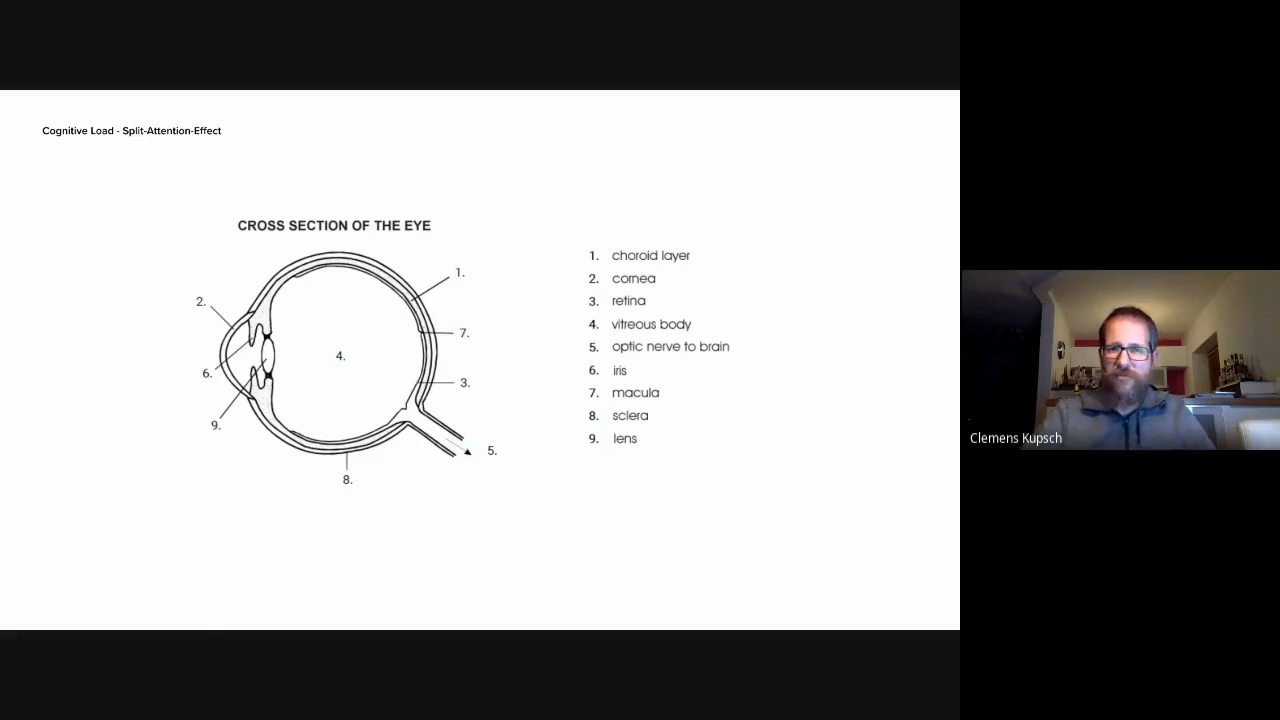 Cognitive Load - Split-Attention-Effect
CROSS SECTION OF THE EYE
1.
2.
7.
4.
6.
3.
9.
5.
8.
1. choroid layer
2. cornea
3. retina
4. vitreous body
5. optic nerve to brain
6. iris
7. macula
8. sclera
9. lens
Clemens Kupsch